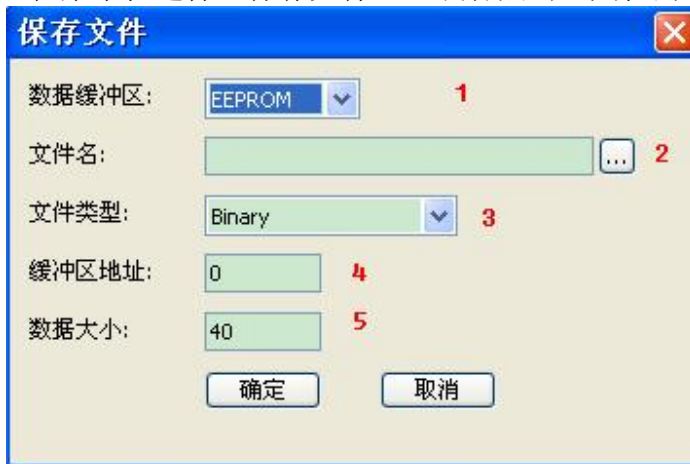 保存文件
数据缓冲区: EEPROM 1
文件名: ... 2
文件类型: Binary 3
缓冲区地址: 0 4
数据大小: 40 5
确定 取消